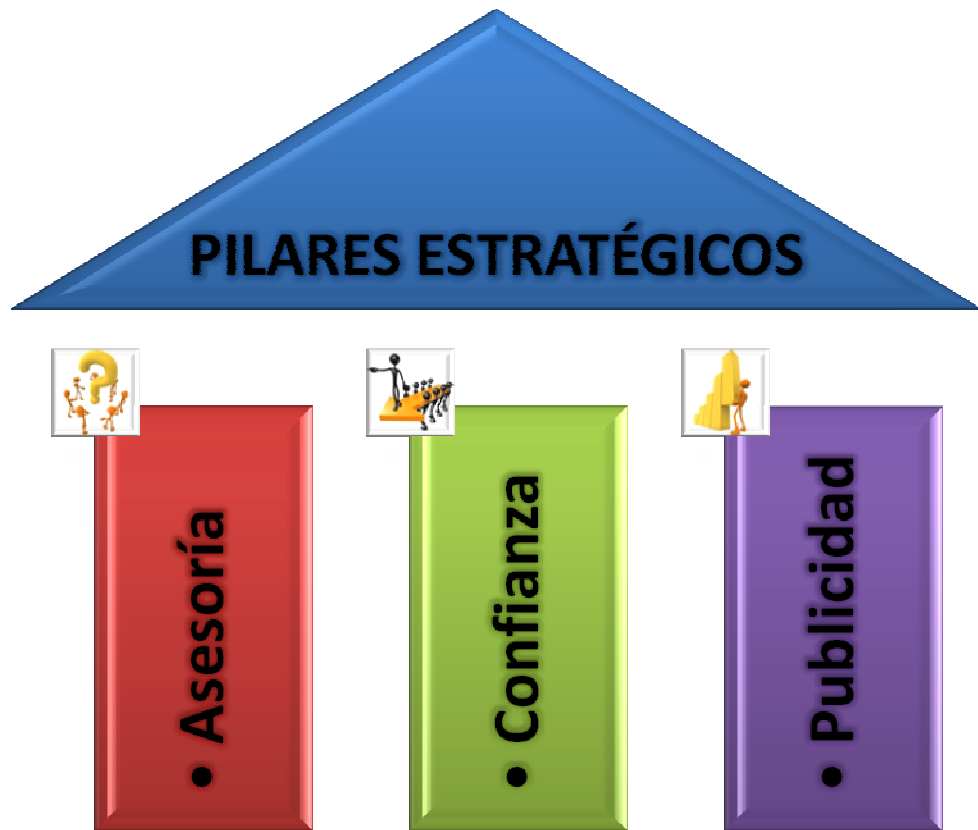 PILARES ESTRATÉGICOS
• Asesoría
• Confianza
• Publicidad